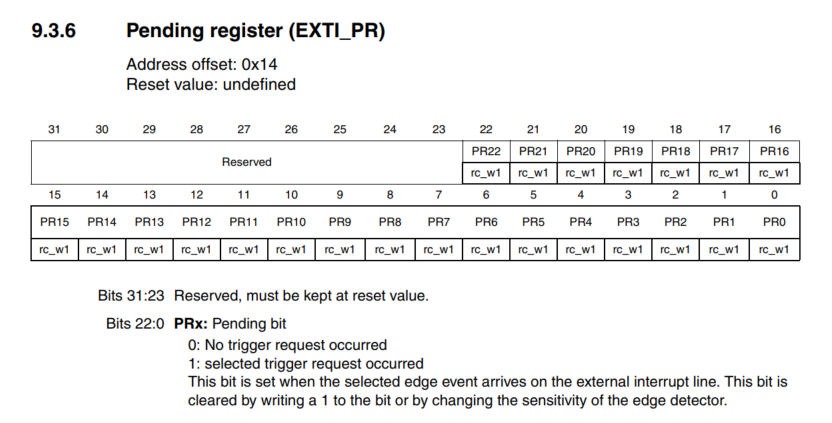 9.3.6 Pending register (EXTI_PR)
Address offset: 0x14
Reset value: undefined
31 30 29 28 27 26 25 24 23 22 21 20 19 18 17 16
Reserved PR22 PR21 PR20 PR19 PR18 PR17 PR16
rc_w1 rc_w1 rc_w1 rc_w1 rc_w1 rc_w1 rc_w1
15 14 13 12 11 10 9 8 7 6 5 4 3 2 1 0
PR15 PR14 PR13 PR12 PR11 PR10 PR9 PR8 PR7 PR6 PR5 PR4 PR3 PR2 PR1 PR0
rc_w1 rc_w1 rc_w1 rc_w1 rc_w1 rc_w1 rc_w1 rc_w1 rc_w1 rc_w1 rc_w1 rc_w1 rc_w1 rc_w1 rc_w1 rc_w1
Bits 31:23 Reserved, must be kept at reset value.
Bits 22:0 PRx: Pending bit
0: No trigger request occurred
1: selected trigger request occurred
This bit is set when the selected edge event arrives on the external interrupt line. This bit is
cleared by writing a 1 to the bit or by changing the sensitivity of the edge detector.